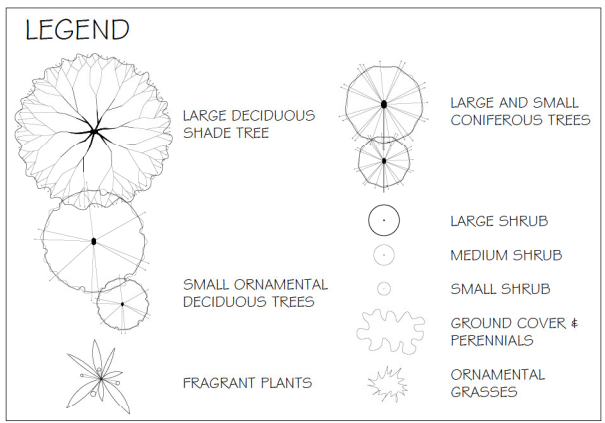 LEGEND
LARGE DECIDUOUS
SHADE TREE
SMALL ORNAMENTAL
DECIDUOUS TREES
FRAGRANT PLANTS
LARGE AND SMALL
CONIFEROUS TREES
LARGE SHRUB
MEDIUM SHRUB
SMALL SHRUB
GROUND COVER &
PERENNIALS
ORNAMENTAL
GRASSES